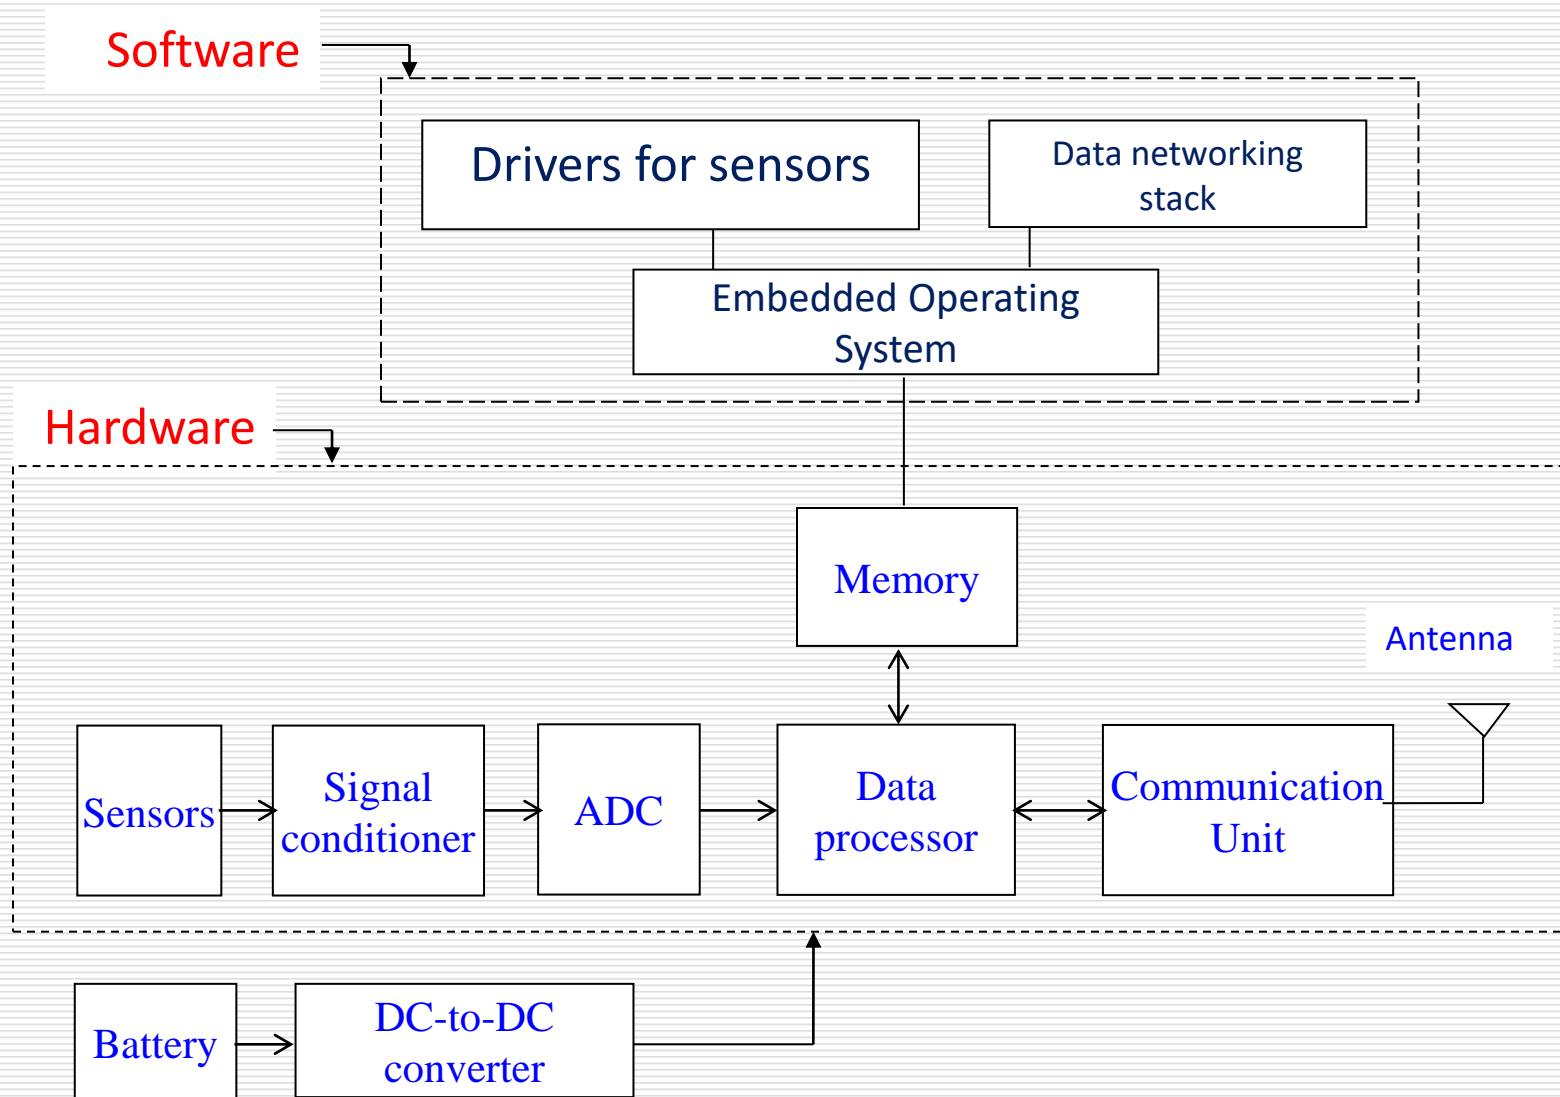 Software
Drivers for sensors
Data networking
stack
Embedded Operating
System
Hardware
Memory
Antenna
Sensors
Signal
conditioner
ADC
Data
processor
Communication
Unit
Battery
DC-to-DC
converter